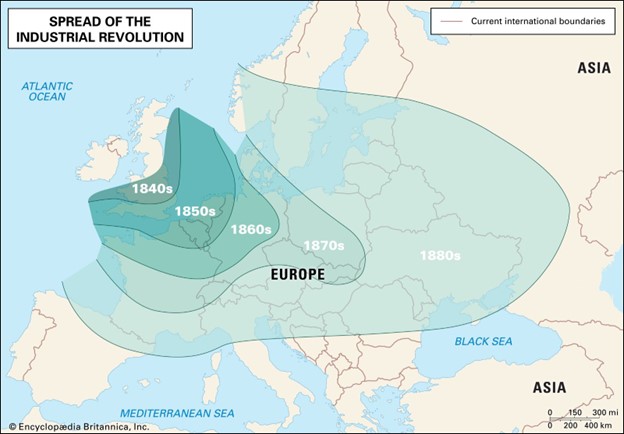 SPREAD OF THE
INDUSTRIAL REVOLUTION
Current international boundaries
ATLANTIC
OCEAN
ASIA
1840s
1850s
1860s
1870s
1880s
EUROPE
BLACK SEA
ASIA
MEDITERRANEAN SEA
0 150 300 mi
0 200 400 km
© Encyclopædia Britannica, Inc.